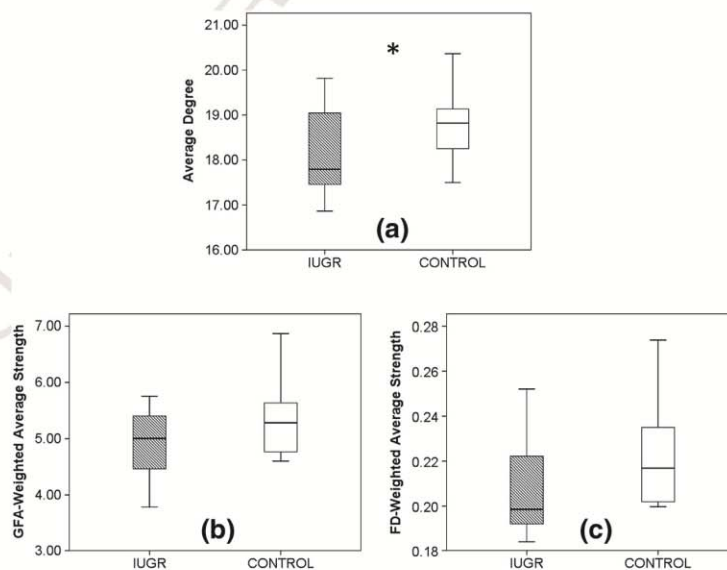 Average Degree
21.00
20.00
19.00
18.00
17.00
16.00
*
(a)
IUGR CONTROL
GFA-Weighted Average Strength
7.00
6.00
5.00
4.00
3.00
(b)
IUGR CONTROL
FD-Weighted Average Strength
0.28
0.26
0.24
0.22
0.20
0.18
(c)
IUGR CONTROL